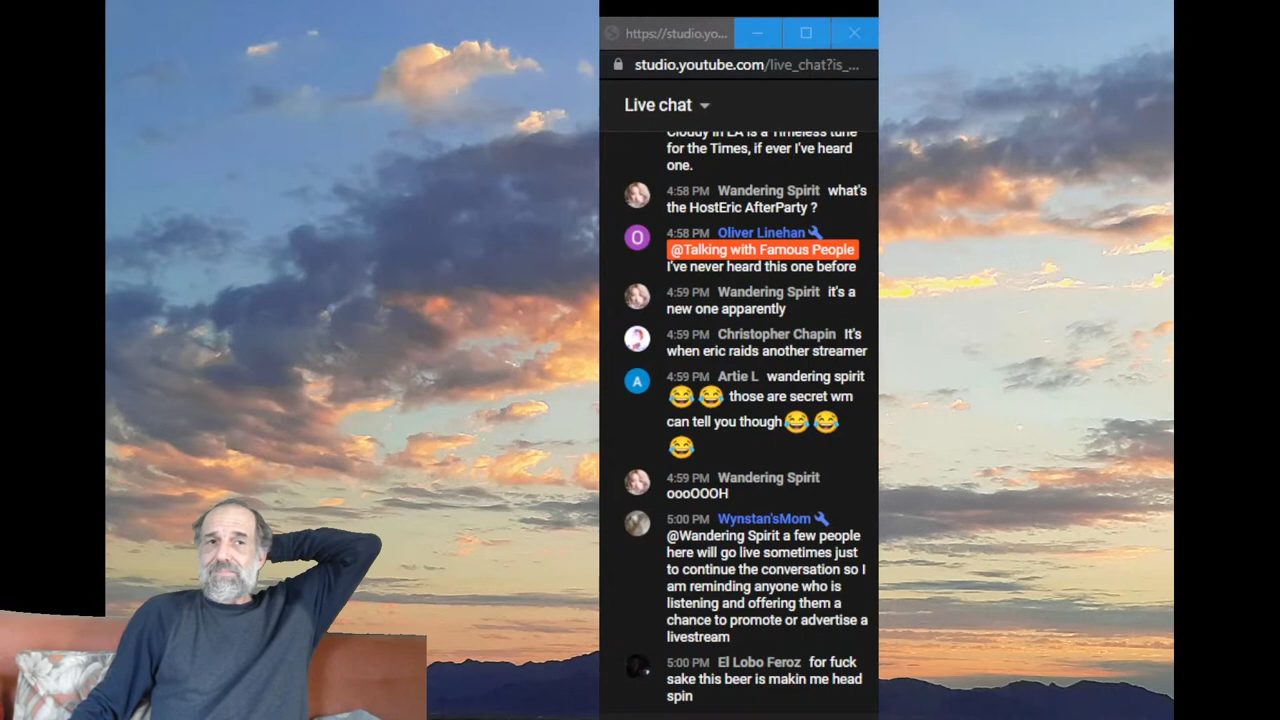 https://studio.yo...
studio.youtube.com/live_chat?is_...
Live chat
Cloudy in LA is a Timeless tune
for the Times, if ever I've heard
one.
4:58 PM Wandering Spirit what's
the HostEric AfterParty ?
O
4:58 PM Oliver Linehan
@Talking with Famous People
I've never heard this one before
4:59 PM Wandering Spirit it's a
new one apparently
4:59 PM Christopher Chapin It's
when eric raids another streamer
A
4:59 PM Artie L wandering spirit
😂😂 those are secret wm
can tell you though😂😂
😂
4:59 PM Wandering Spirit
oooOOOH
5:00 PM Wynstan'sMom
@Wandering Spirit a few people
here will go live sometimes just
to continue the conversation so I
am reminding anyone who is
listening and offering them a
chance to promote or advertise a
livestream
5:00 PM El Lobo Feroz for fuck
sake this beer is makin me head
spin